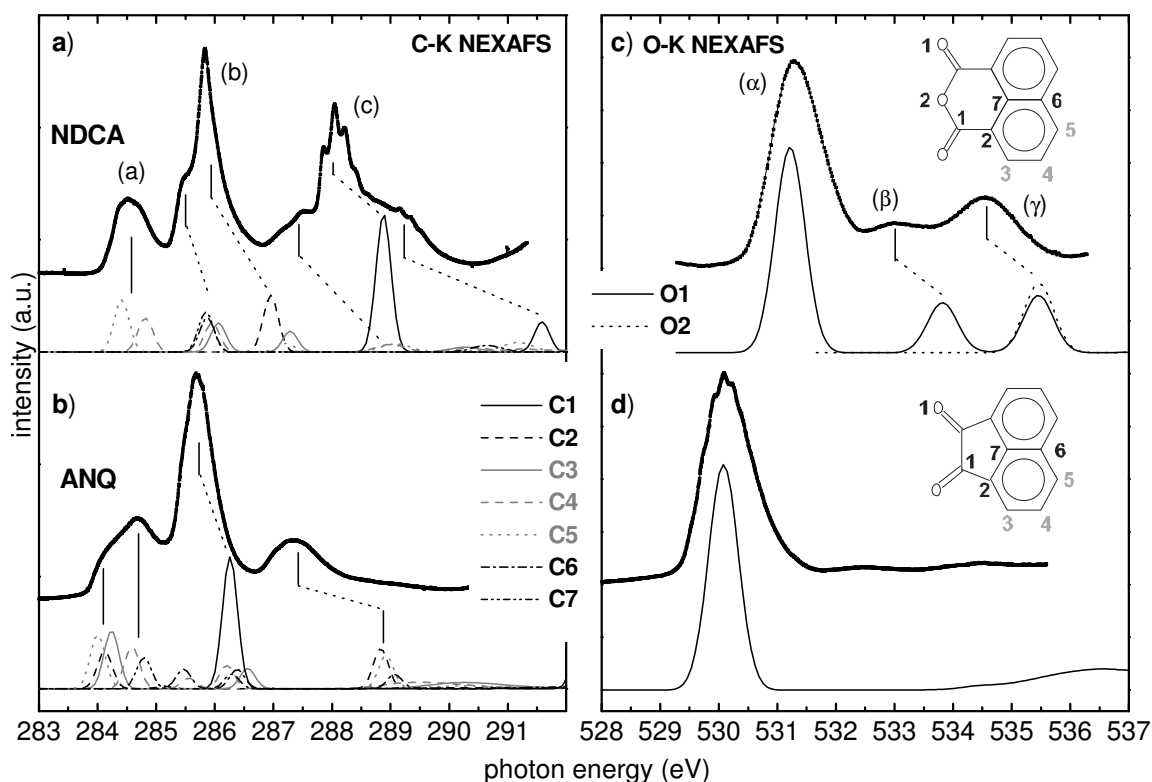 a)
C-K NEXAFS
NDCA
(a)
(b)
(c)
b)
ANQ
C1
C2
C3
C4
C5
C6
C7
283 284 285 286 287 288 289 290 291
c) O-K NEXAFS
(α)
(β)
(γ)
O1
O2
1
O
O
2
1
O
7
6
5
2
3
4
d)
1
O
1
O
7
6
5
2
3
4
528 529 530 531 532 533 534 535 536 537
intensity (a.u.)
photon energy (eV)